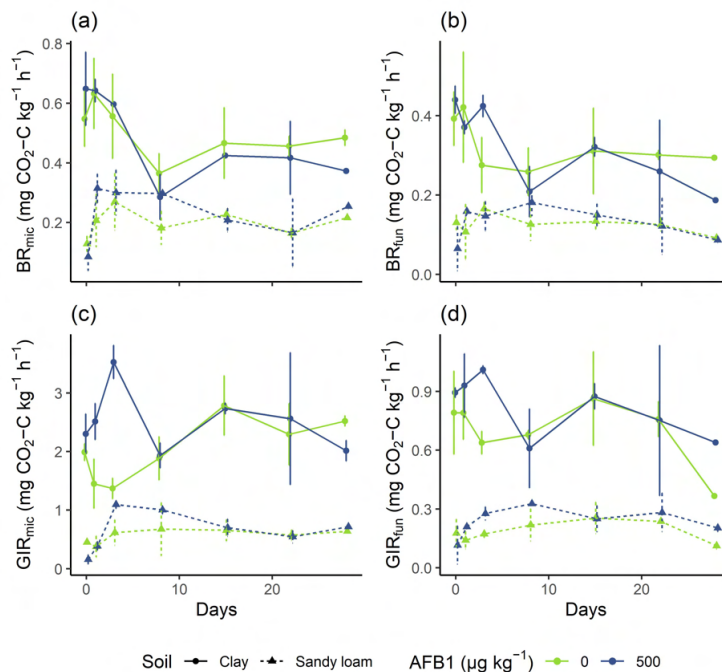 (a)
(b)
BRmic (mg CO2−C kg−1 h−1)
0.8
0.6
0.4
0.2
BRfun (mg CO2−C kg−1 h−1)
0.4
0.2
0.0
(c)
(d)
GIRmic (mg CO2−C kg−1 h−1)
3
2
1
0
GIRfun (mg CO2−C kg−1 h−1)
0.9
0.6
0.3
0.0
0 10 20
0 10 20
Days
Days
Soil Clay Sandy loam AFB1 (μg kg−1) 0 500